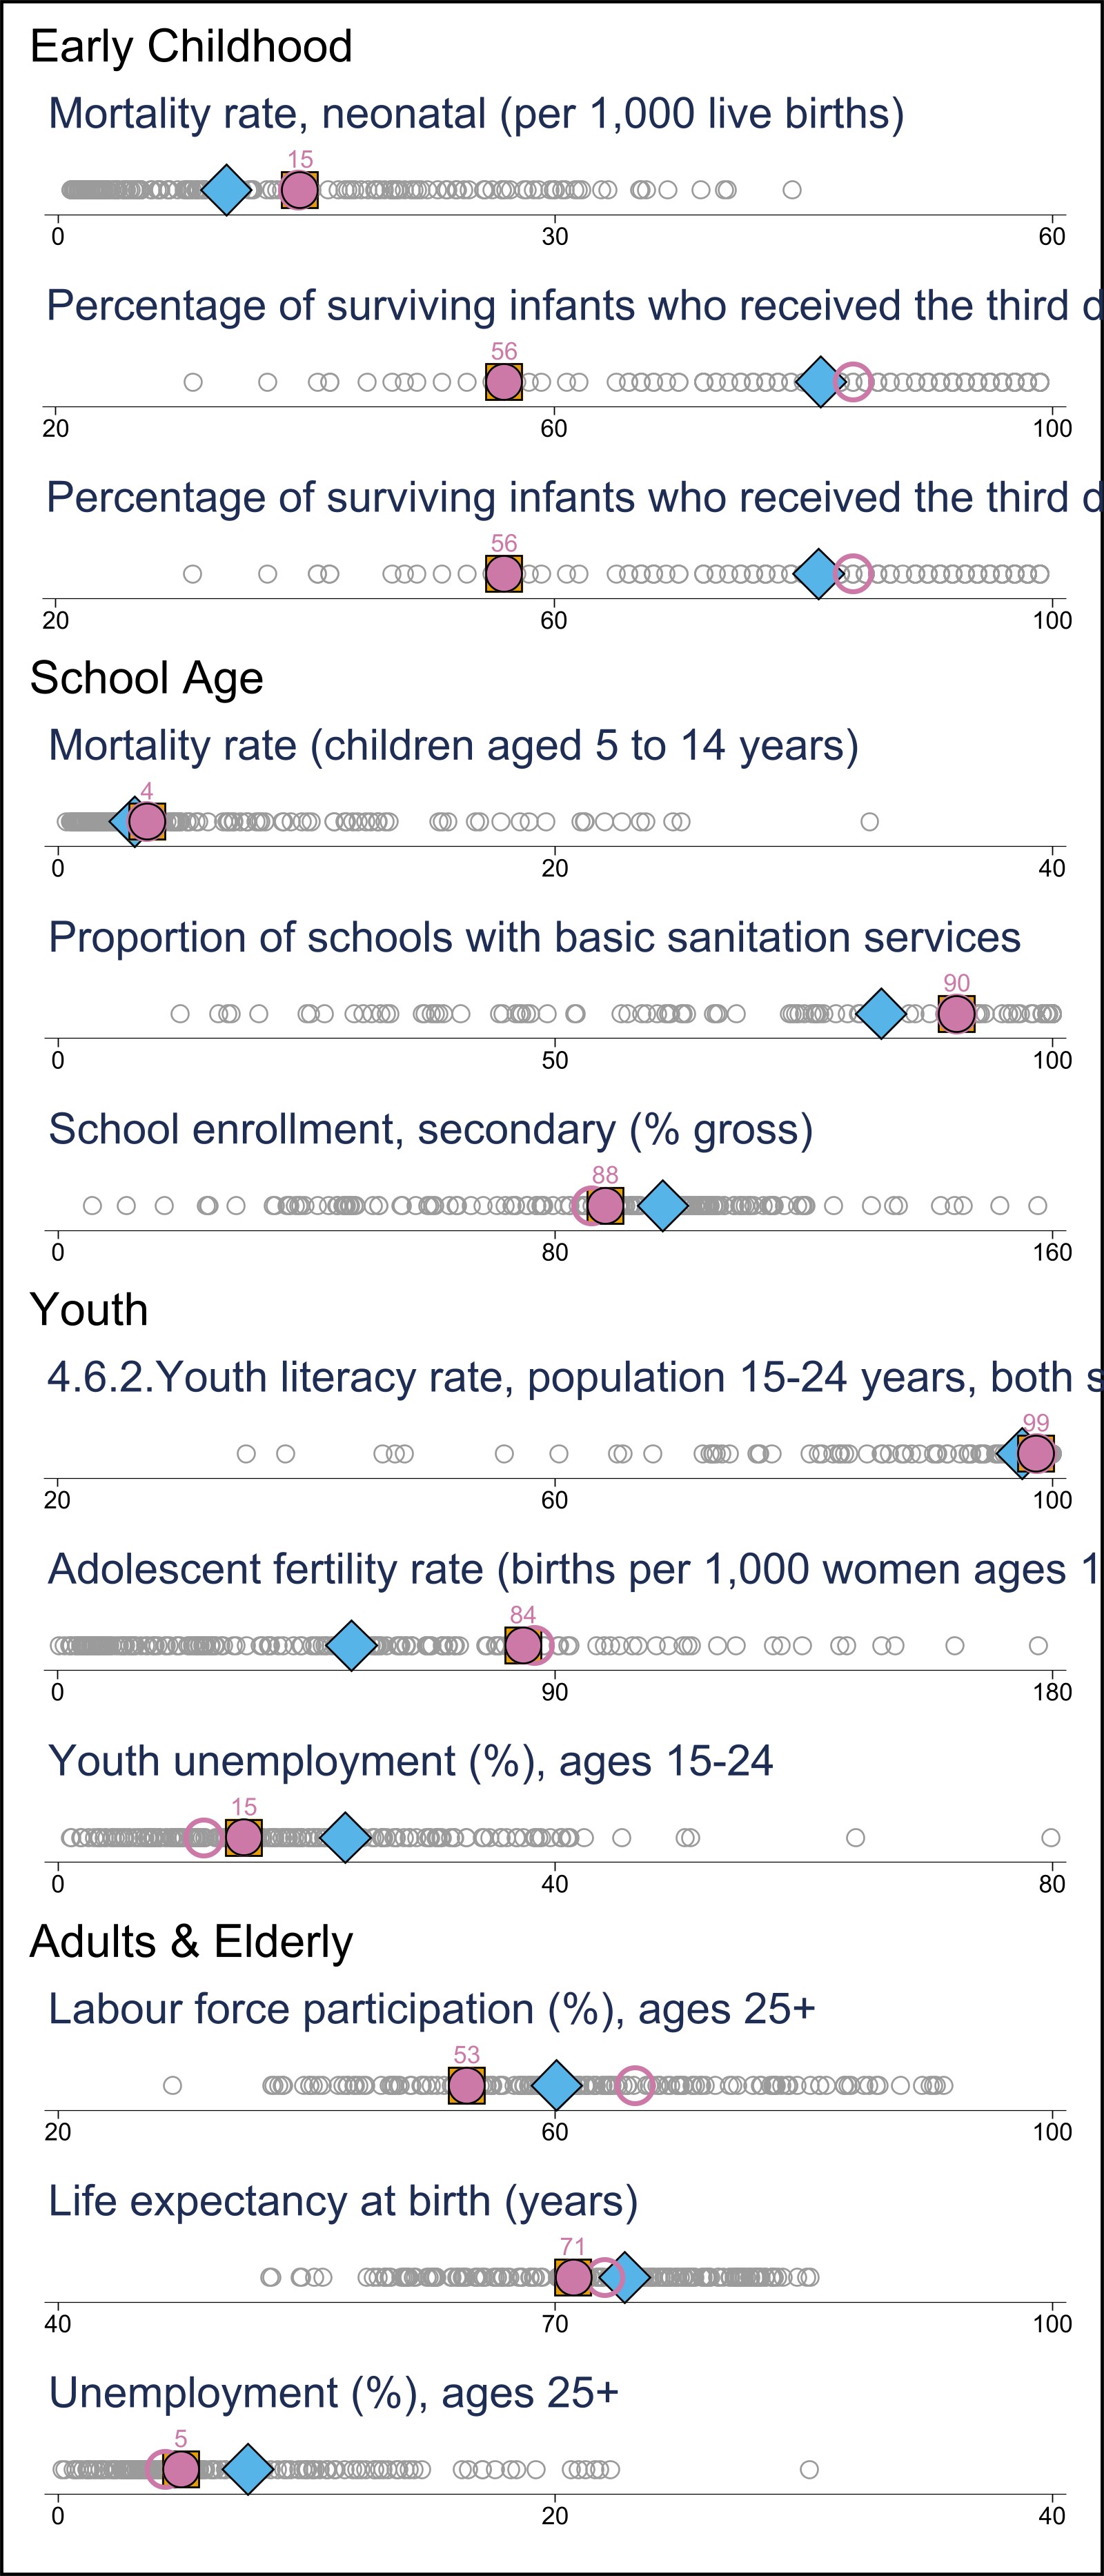 Early Childhood
Mortality rate, neonatal (per 1,000 live births)
15
0 30 60
Percentage of surviving infants who received the third d
56
20 60 100
Percentage of surviving infants who received the third d
56
20 60 100
School Age
Mortality rate (children aged 5 to 14 years)
4
0 20 40
Proportion of schools with basic sanitation services
90
0 50 100
School enrollment, secondary (% gross)
88
0 80 160
Youth
4.6.2.Youth literacy rate, population 15-24 years, both s
99
20 60 100
Adolescent fertility rate (births per 1,000 women ages 1
84
0 90 180
Youth unemployment (%), ages 15-24
15
0 40 80
Adults & Elderly
Labour force participation (%), ages 25+
53
20 60 100
Life expectancy at birth (years)
71
40 70 100
Unemployment (%), ages 25+
5
0 20 40